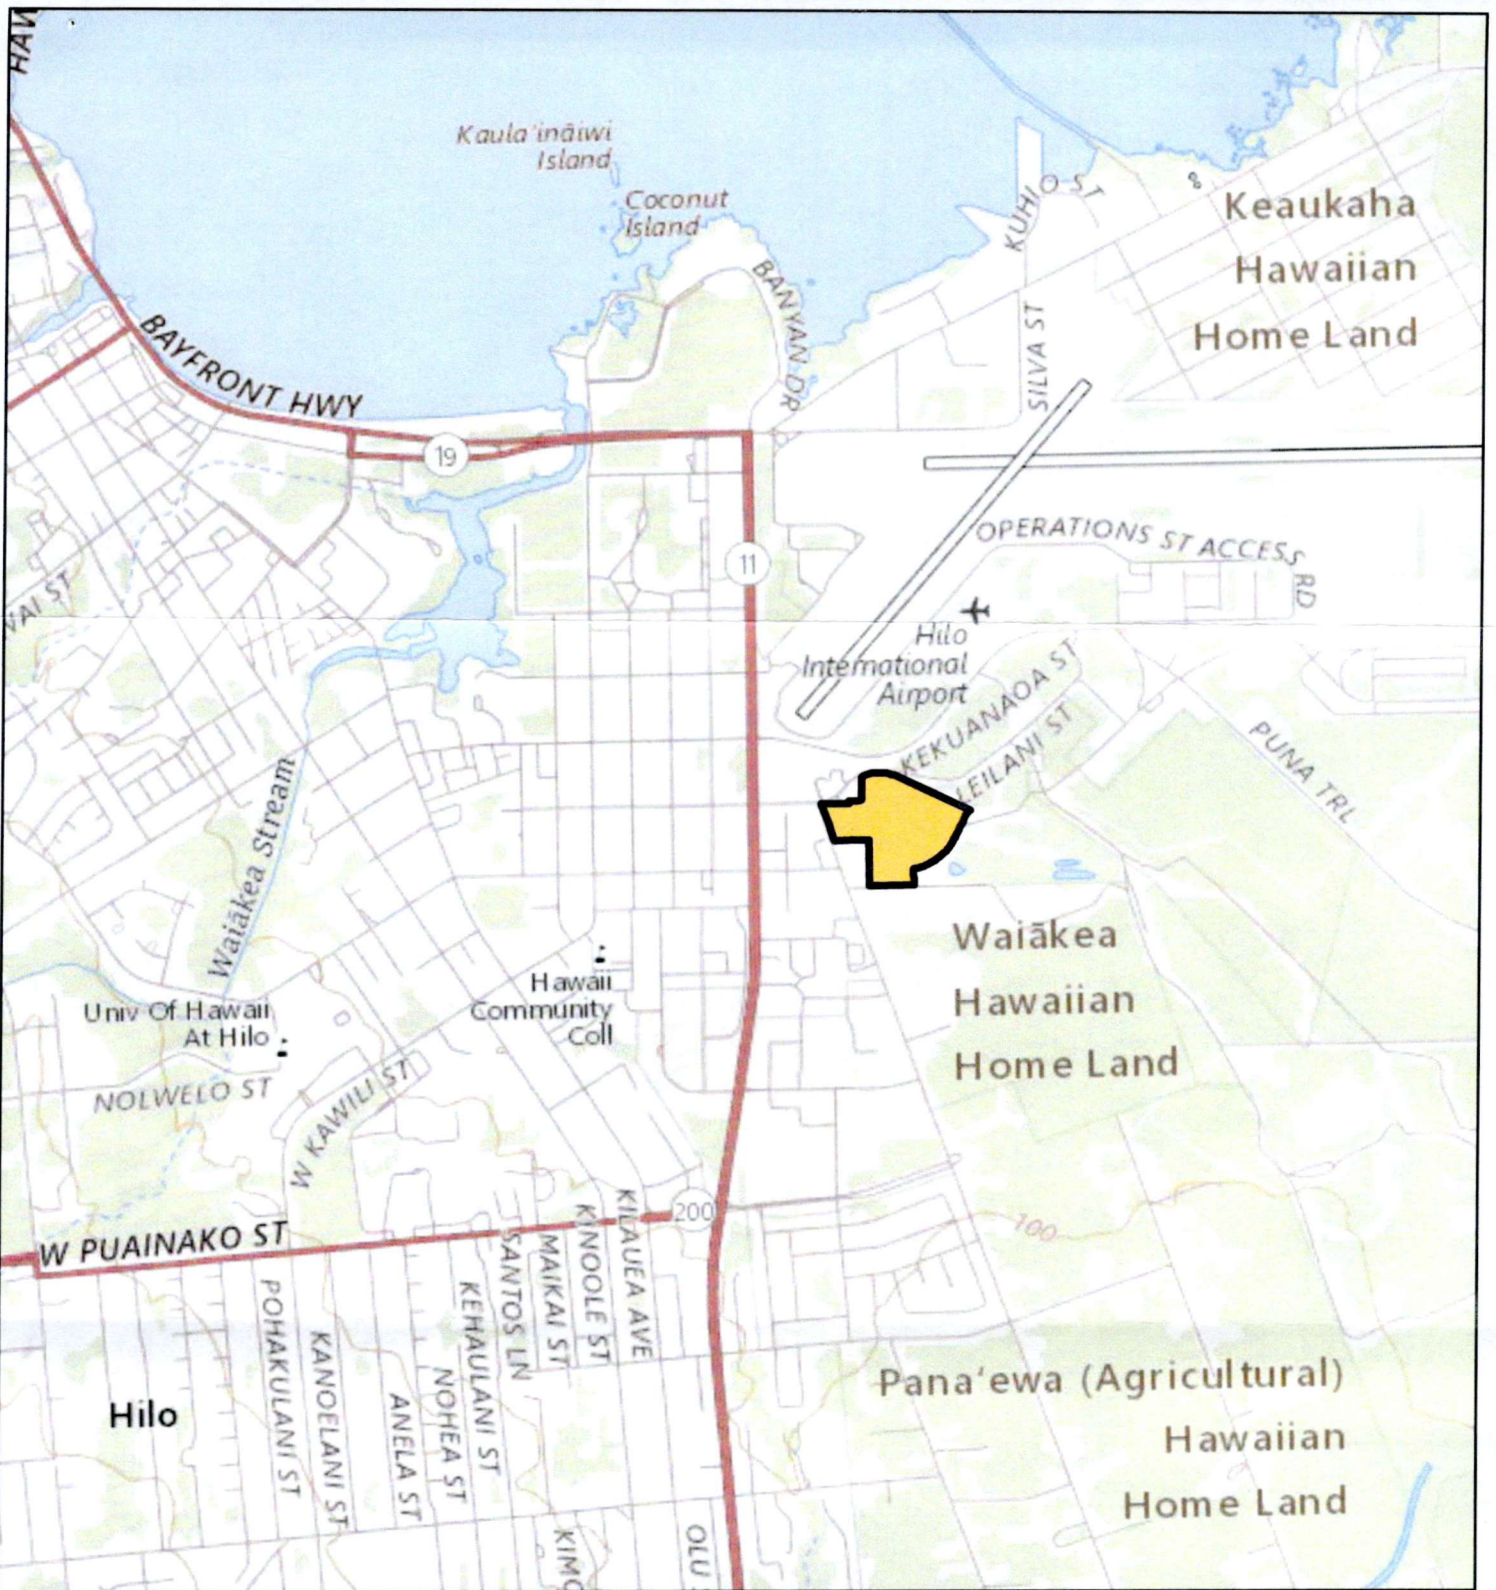 HAW
Kaula'ināiwi
Island
Coconut
Island
KUHIO ST
Keaukaha
Hawaiian
Home Land
BANYAN DR
SILVA ST
BAYFRONT HWY
19
11
OPERATIONS ST ACCESS RD
VAI ST
Hilo
International
Airport
KEKUANAOA ST
LEILANI ST
PUNA TRL
Waiākea Stream
Waiākea
Hawaiian
Home Land
Hawaii
Community
Coll
Univ Of Hawaii
At Hilo
NOLWELO ST
W KAWILI ST
200
100
W PUAINAKO ST
KILAUEA AVE
KINOOLE ST
MAIKAI ST
SANTOS LN
KEHAULANI ST
NOHEA ST
ANELA ST
KANOELANI ST
POHAKULANI ST
Hilo
Pana'ewa (Agricultural)
Hawaiian
Home Land
KIMO
OLU